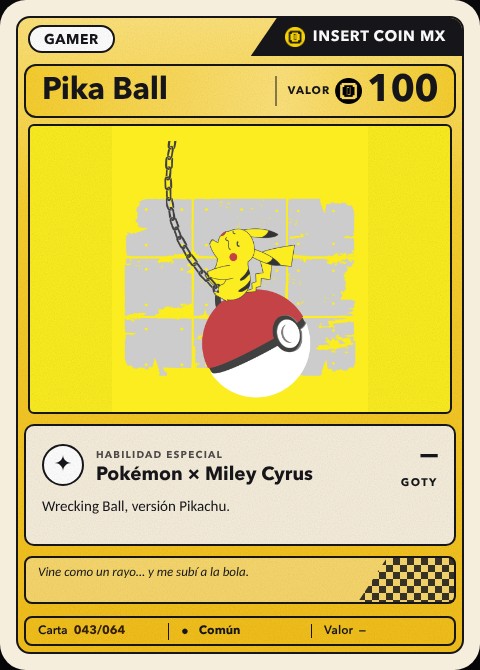 GAMER
INSERT COIN MX
Pika Ball
VALOR 100
HABILIDAD ESPECIAL
Pokémon × Miley Cyrus
—
GOTY
Wrecking Ball, versión Pikachu.
Vine como un rayo... y me subí a la bola.
Carta 043/064 • Común Valor —